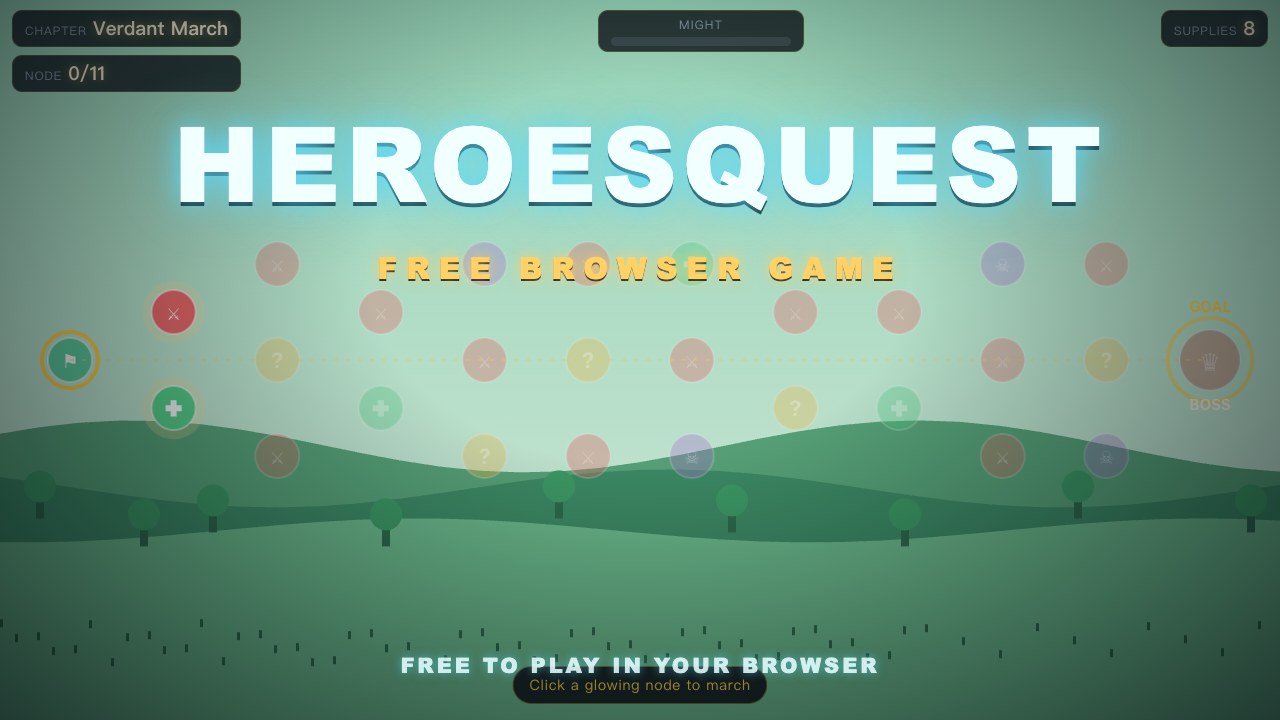 CHAPTER Verdant March
MIGHT
SUPPLIES 8
NODE 0/11
HEROESQUEST
FREE BROWSER GAME
GOAL
BOSS
FREE TO PLAY IN YOUR BROWSER
Click a glowing node to march